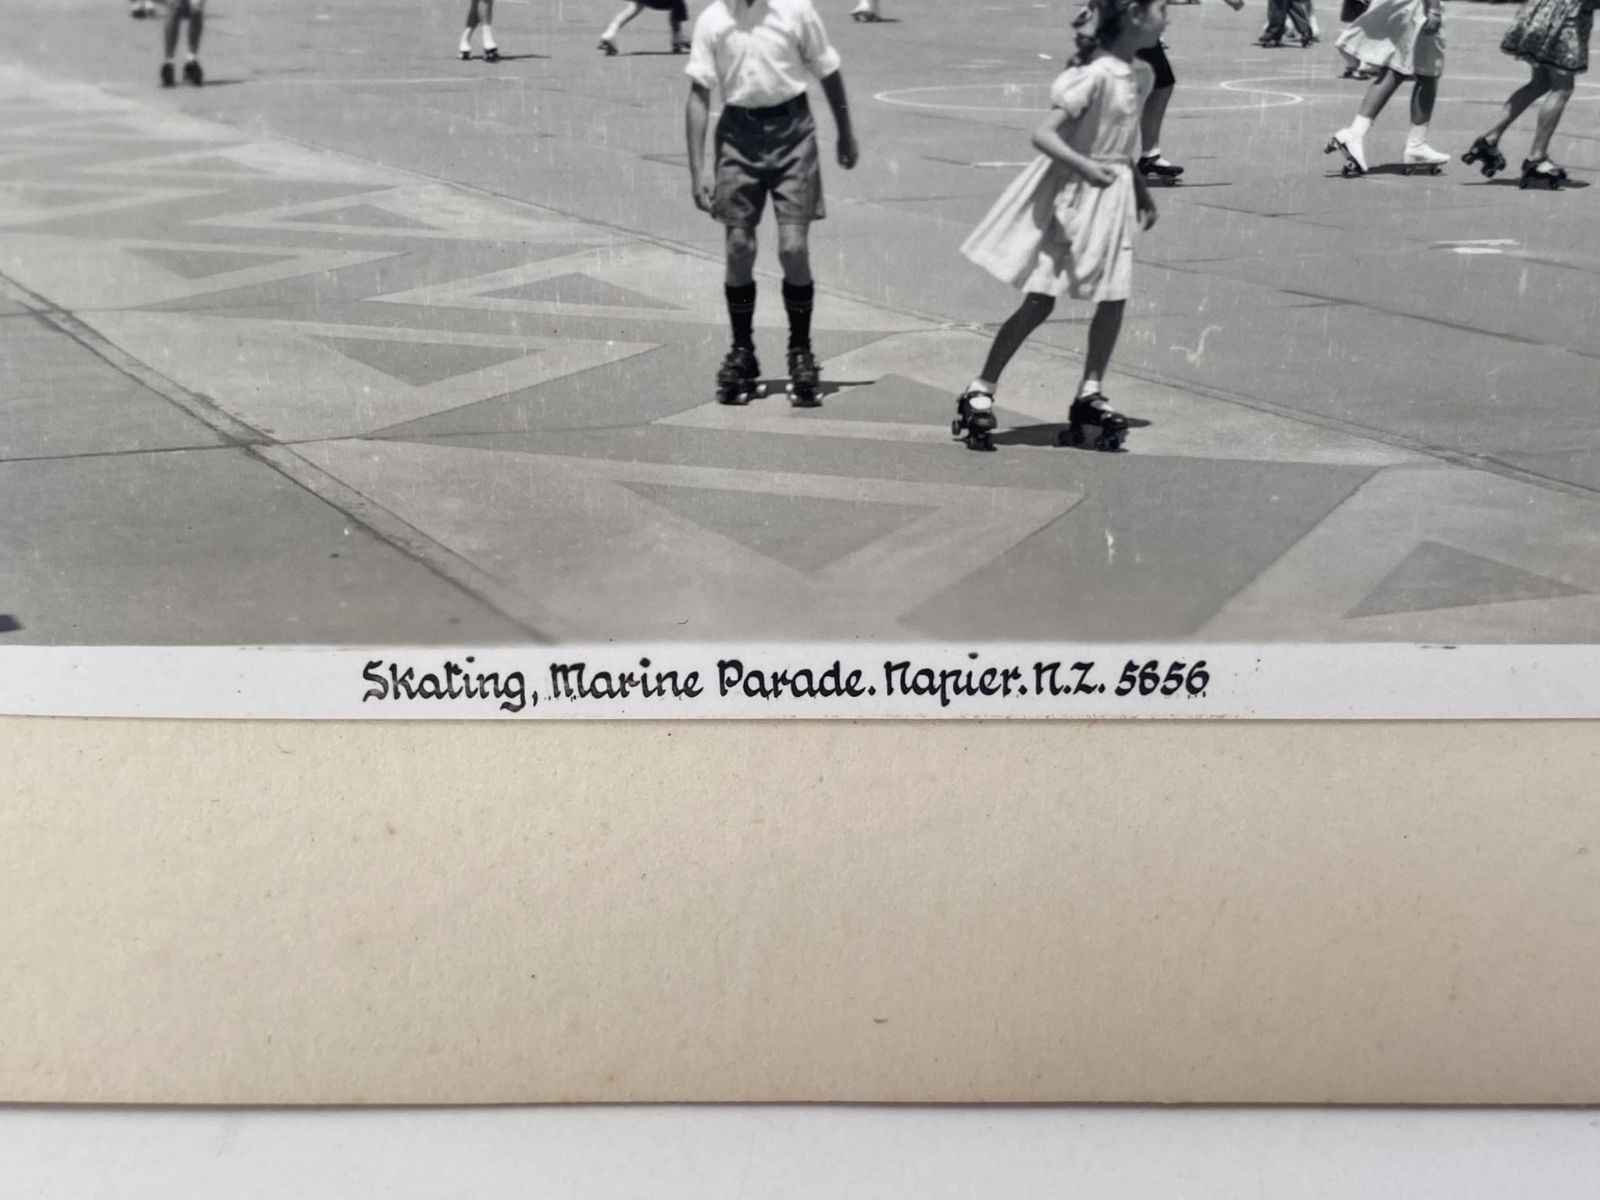 Skating, Marine Parade. Napier. N.Z. 5656